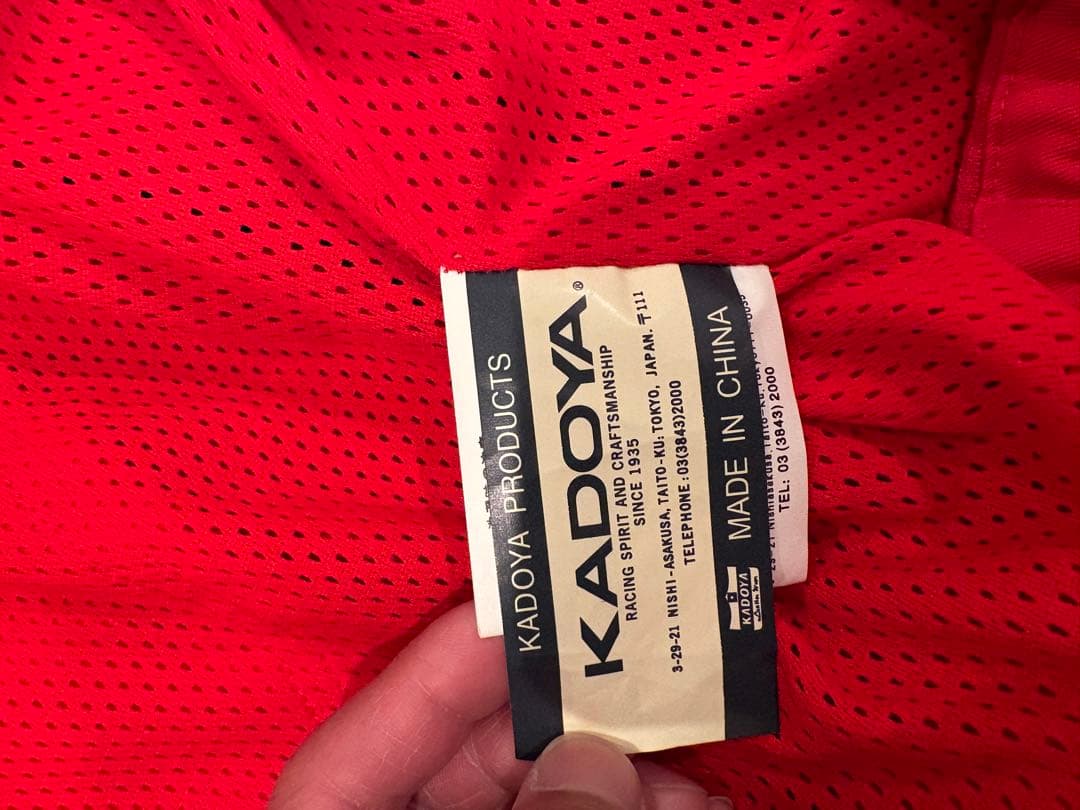 KADOYA PRODUCTS
KADOYA®
RACING SPIRIT AND CRAFTSMANSHIP
SINCE 1935
3-29-21 NISHI-ASAKUSA, TAITO-KU: TOKYO, JAPAN. 〒111
TELEPHONE:03(3843)2000
MADE IN CHINA
KADOYA
TEL: 03 (3843) 2000